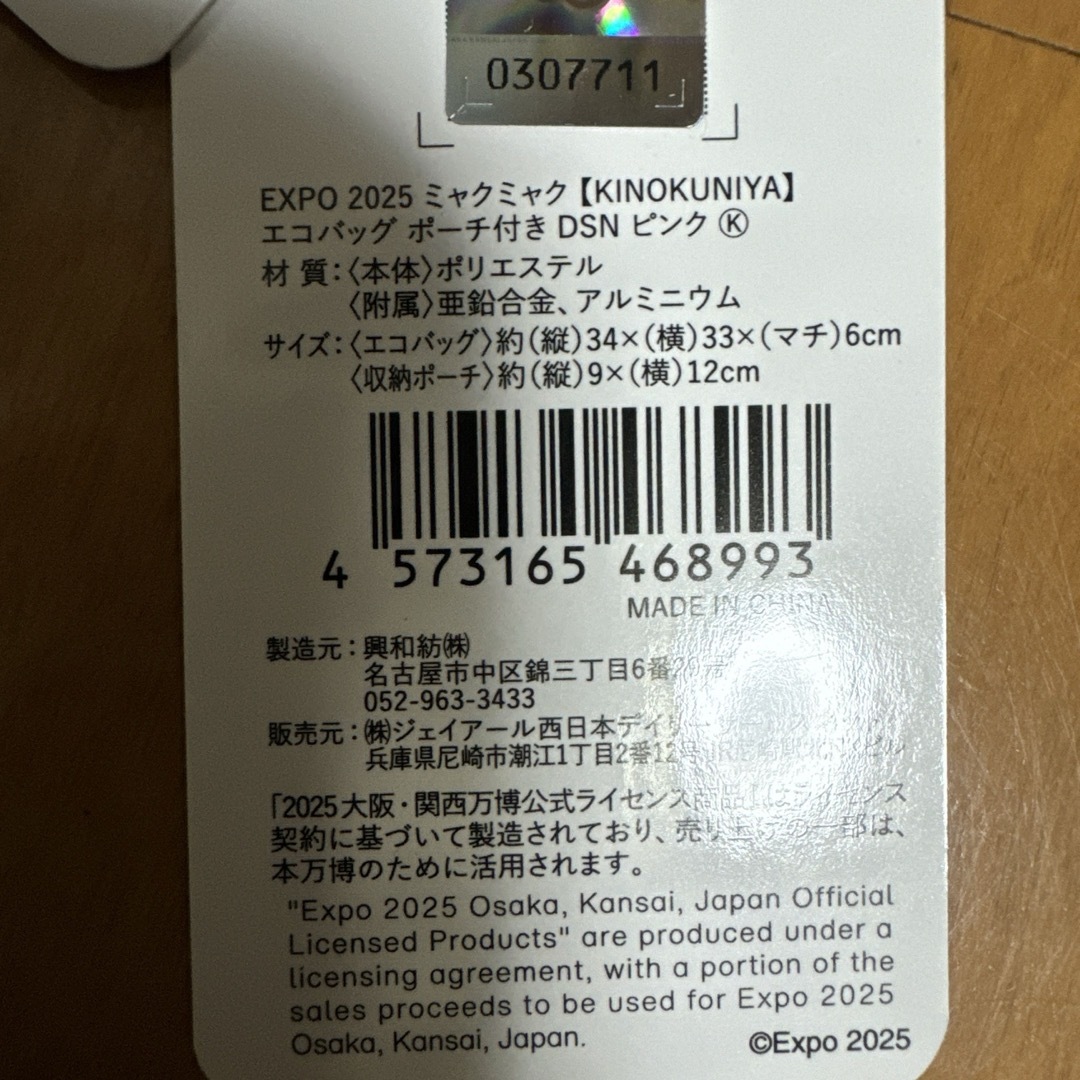 0307711
EXPO 2025 ミャクミャク【KINOKUNIYA】
エコバッグ ポーチ付き DSN ピンク Ⓚ
材 質：〈本体〉ポリエステル
〈附属〉亜鉛合金、アルミニウム
サイズ：〈エコバッグ〉約（縦）34×（横）33×（マチ）6cm
〈収納ポーチ〉約（縦）9×（横）12cm
4 573165 468993
MADE IN CHINA
製造元：興和紡㈱
名古屋市中区錦三丁目6番
052-963-3433
販売元：㈱ジェイアール西日本デイリー
兵庫県尼崎市潮江1丁目2番12号 ビル
「2025大阪・関西万博公式ライセンス商品」はライセンス
契約に基づいて製造されており、売り上げの一部は、
本万博のために活用されます。
"Expo 2025 Osaka, Kansai, Japan Official
Licensed Products" are produced under a
licensing agreement, with a portion of the
sales proceeds to be used for Expo 2025
Osaka, Kansai, Japan.
©Expo 2025